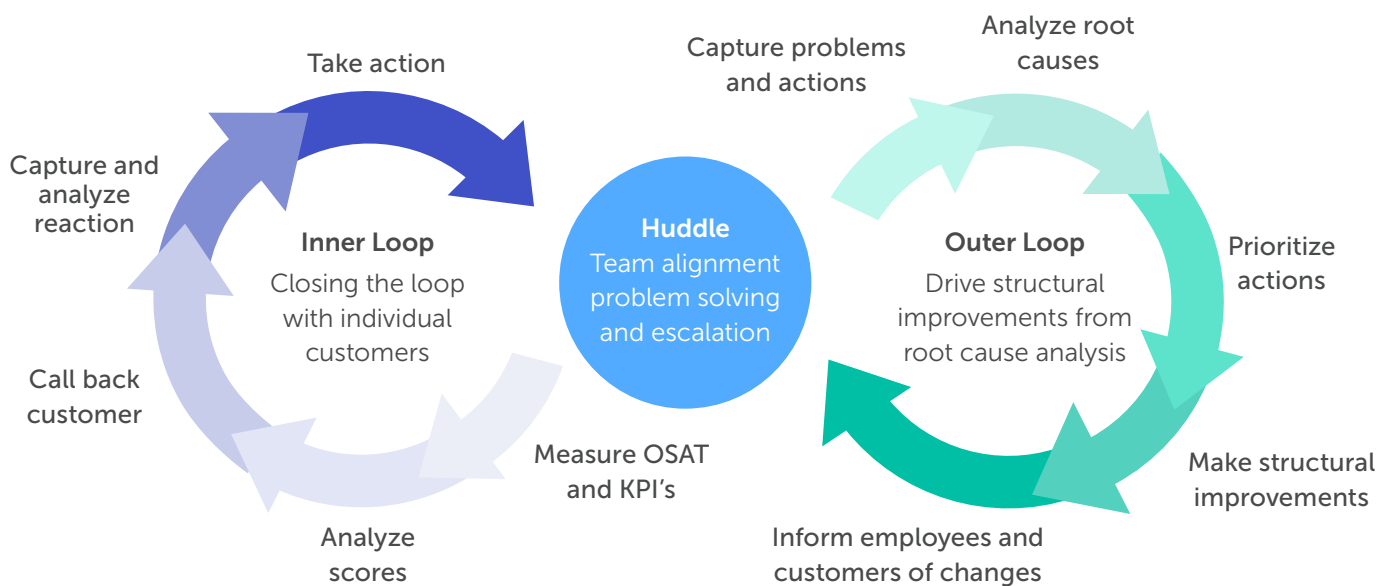 Take action
Capture and
analyze
reaction
Call back
customer
Analyze
scores
Measure OSAT
and KPI's
Inner Loop
Closing the loop
with individual
customers
Huddle
Team alignment
problem solving
and escalation
Capture problems
and actions
Analyze root
causes
Prioritize
actions
Make structural
improvements
Inform employees and
customers of changes
Outer Loop
Drive structural
improvements from
root cause analysis